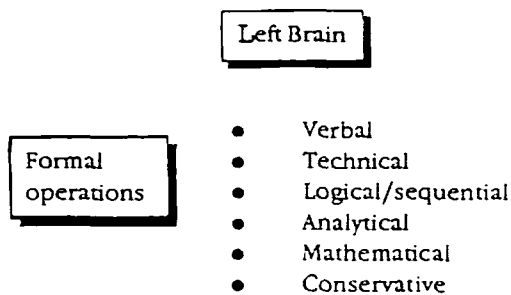 Left Brain
Formal
operations
• Verbal
• Technical
• Logical/sequential
• Analytical
• Mathematical
• Conservative